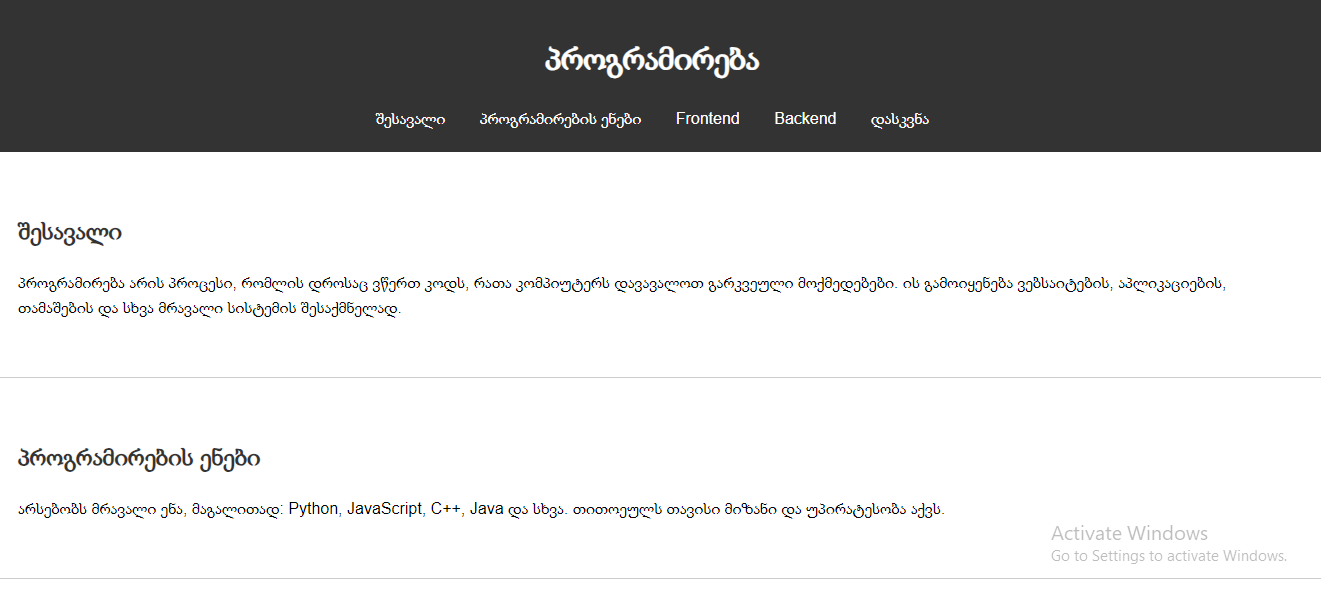 პროგრამირება
შესავალი პროგრამირების ენები Frontend Backend დასკვნა
შესავალი
პროგრამირება არის პროცესი, რომლის დროსაც ვწერთ კოდს, რათა კომპიუტერს დავავალოთ გარკვეული მოქმედებები. ის გამოიყენება ვებსაიტების, აპლიკაციების,
თამაშების და სხვა მრავალი სისტემის შესაქმნელად.
პროგრამირების ენები
არსებობს მრავალი ენა, მაგალითად: Python, JavaScript, C++, Java და სხვა. თითოეულს თავისი მიზანი და უპირატესობა აქვს.
Activate Windows
Go to Settings to activate Windows.